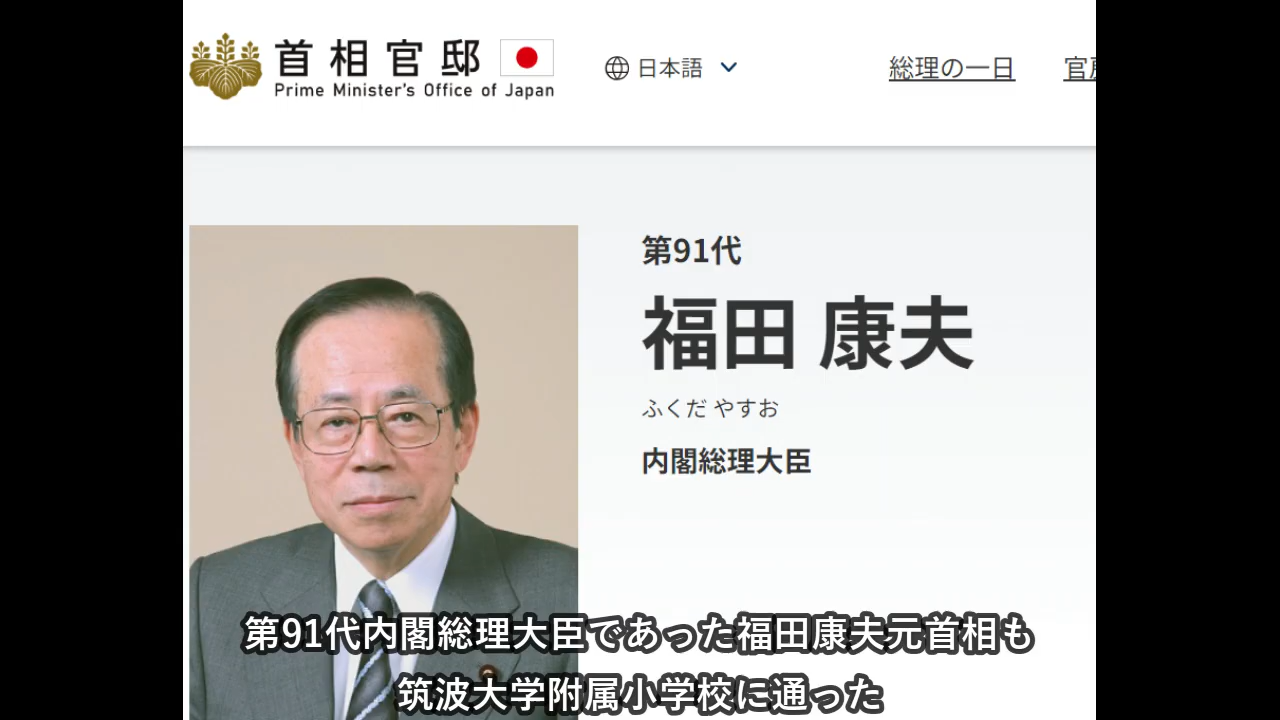 首相官邸
Prime Minister's Office of Japan
日本語
総理の一日
第91代
福田 康夫
ふくだ やすお
内閣総理大臣
第91代内閣総理大臣であった福田康夫元首相も
筑波大学附属小学校に通った